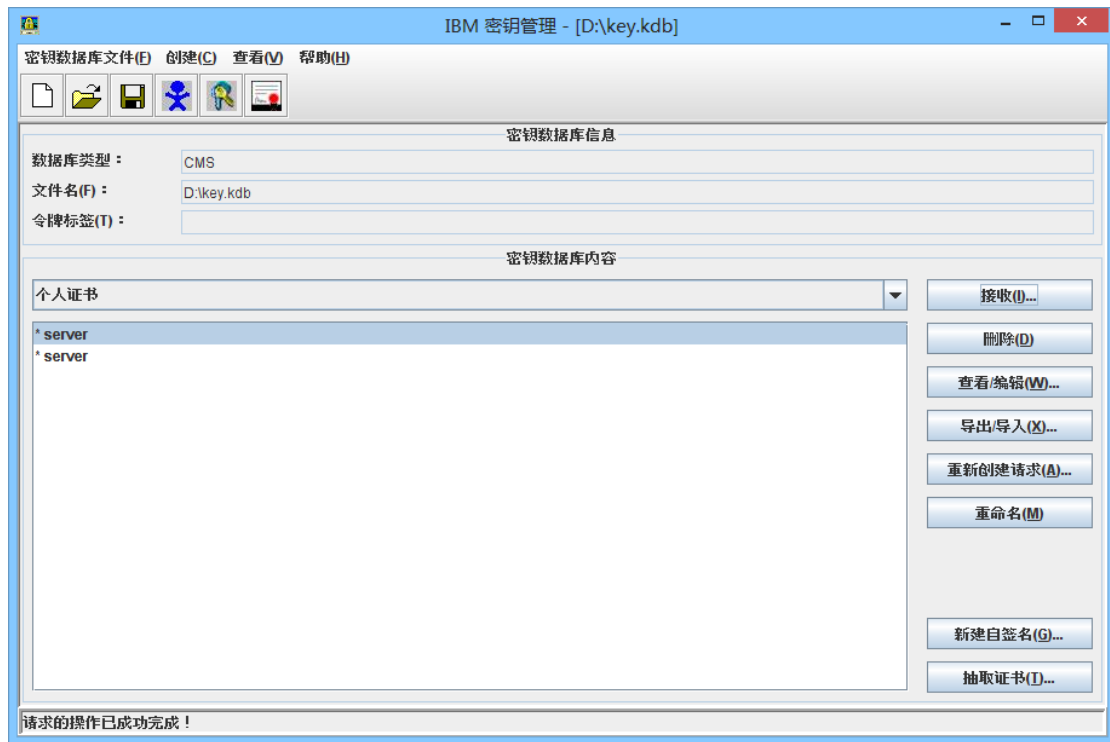 IBM 密钥管理 - [D:\key.kdb]
密钥数据库文件(F) 创建(C) 查看(V) 帮助(H)
密钥数据库信息
数据库类型： CMS
文件名(F)： D:\key.kdb
令牌标签(T)：
密钥数据库内容
个人证书
接收(I)...
* server
* server
删除(D)
查看/编辑(W)...
导出/导入(X)...
重新创建请求(A)...
重命名(M)
新建自签名(G)...
抽取证书(T)...
请求的操作已成功完成！